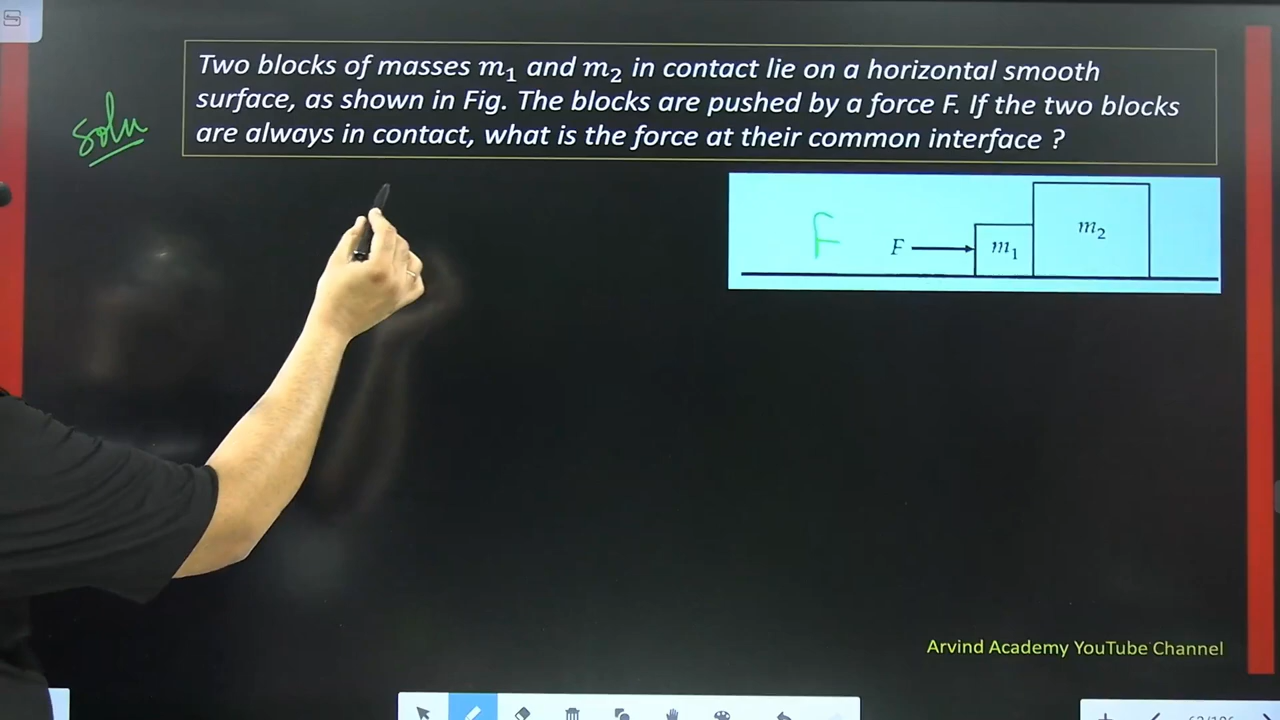 Two blocks of masses m₁ and m₂ in contact lie on a horizontal smooth
surface, as shown in Fig. The blocks are pushed by a force F. If the two blocks
are always in contact, what is the force at their common interface ?
Soln
F
F
m₁
m₂
Arvind Academy YouTube Channel